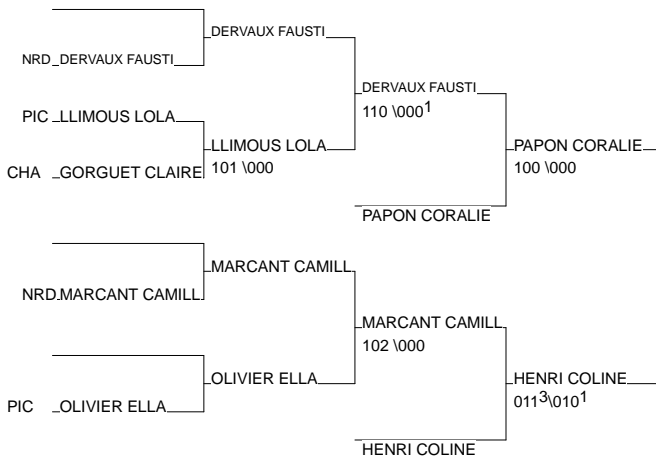 DERVAUX FAUSTI
NRD DERVAUX FAUSTI
DERVAUX FAUSTI
110 \000¹
PIC LLIMOUS LOLA
LLIMOUS LOLA
101 \000
PAPON CORALIE
100 \000
CHA GORGUET CLAIRE
PAPON CORALIE
MARCANT CAMILL
NRD MARCANT CAMILL
MARCANT CAMILL
102 \000
OLIVIER ELLA
HENRI COLINE
011³\010¹
PIC OLIVIER ELLA
HENRI COLINE